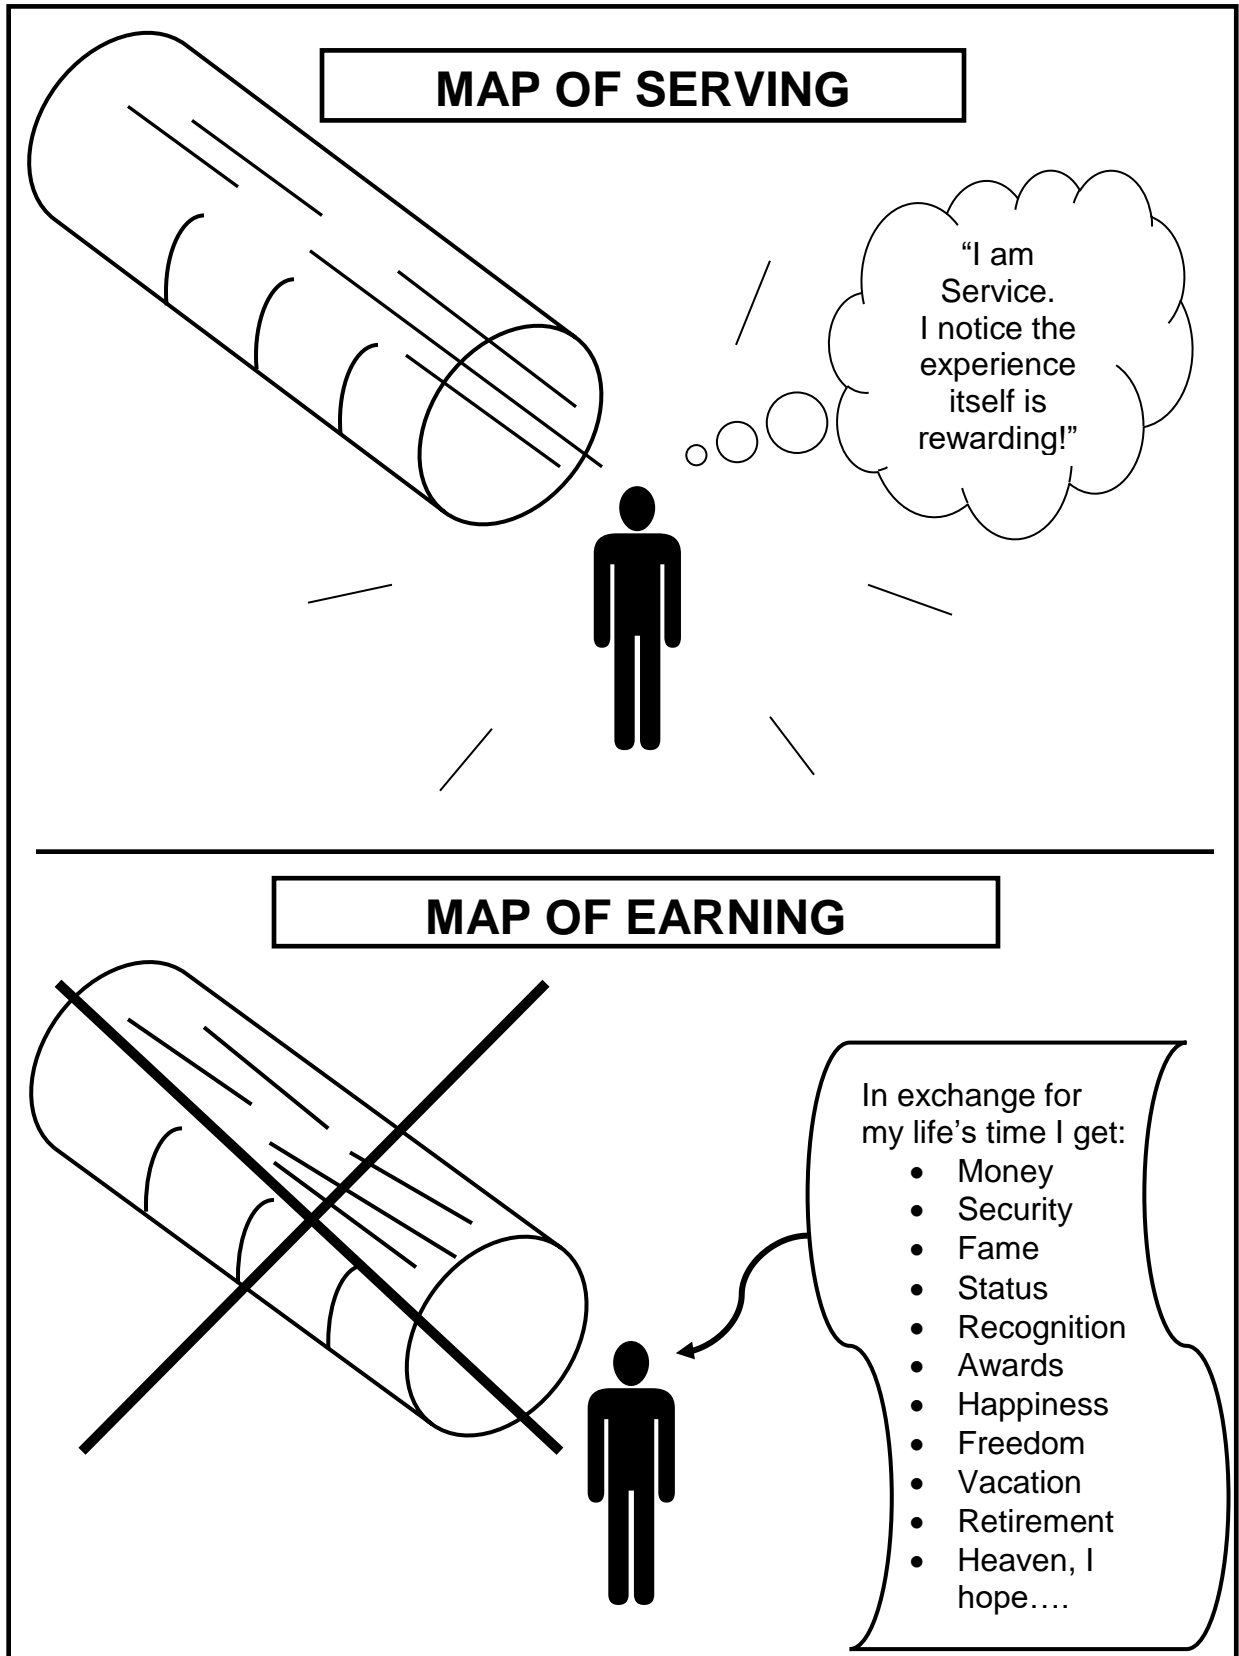 MAP OF SERVING
“I am
Service.
I notice the
experience
itself is
rewarding!”
MAP OF EARNING
In exchange for
my life’s time I get:
• Money
• Security
• Fame
• Status
• Recognition
• Awards
• Happiness
• Freedom
• Vacation
• Retirement
• Heaven, I
hope….